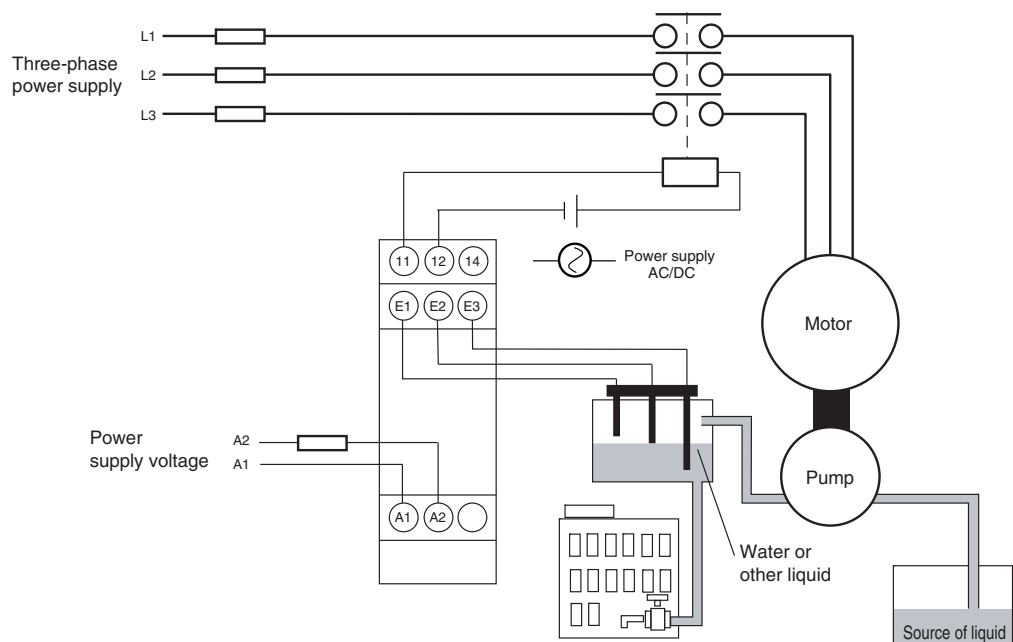 L1
Three-phase
power supply
L2
L3
11 12 14
Power supply
AC/DC
E1 E2 E3
Motor
Power
supply voltage
A2
A1
Pump
A1 A2
Water or
other liquid
Source of liquid